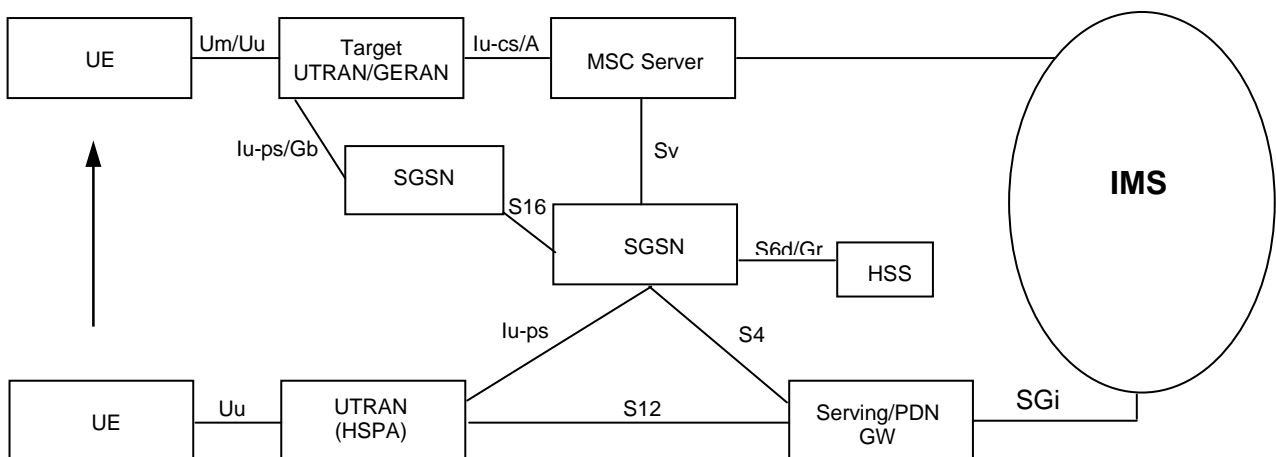 UE
Um/Uu
Target
UTRAN/GERAN
Iu-cs/A
MSC Server
Iu-ps/Gb
SGSN
S16
Sv
SGSN
S6d/Gr
HSS
IMS
Iu-ps
S4
UE
Uu
UTRAN
(HSPA)
S12
Serving/PDN
GW
SGi